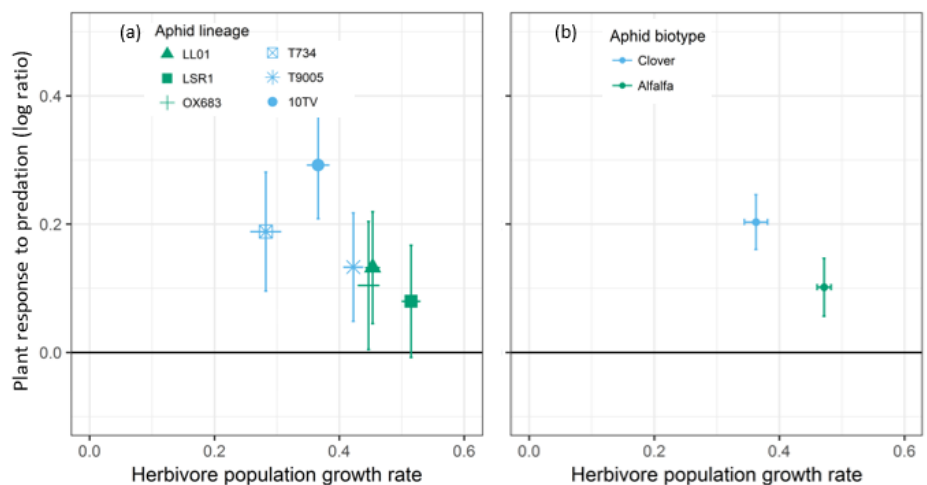 (a)
Aphid lineage
LL01
T734
LSR1
T9005
OX683
10TV
(b)
Aphid biotype
Clover
Alfalfa
Plant response to predation (log ratio)
0.4
0.2
0.0
0.0
0.2
0.4
0.6
0.0
0.2
0.4
0.6
Herbivore population growth rate
Herbivore population growth rate